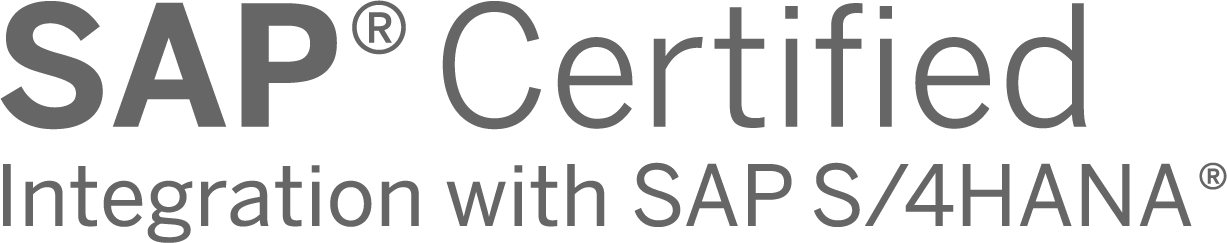 SAP® Certified
Integration with SAP S/4HANA®